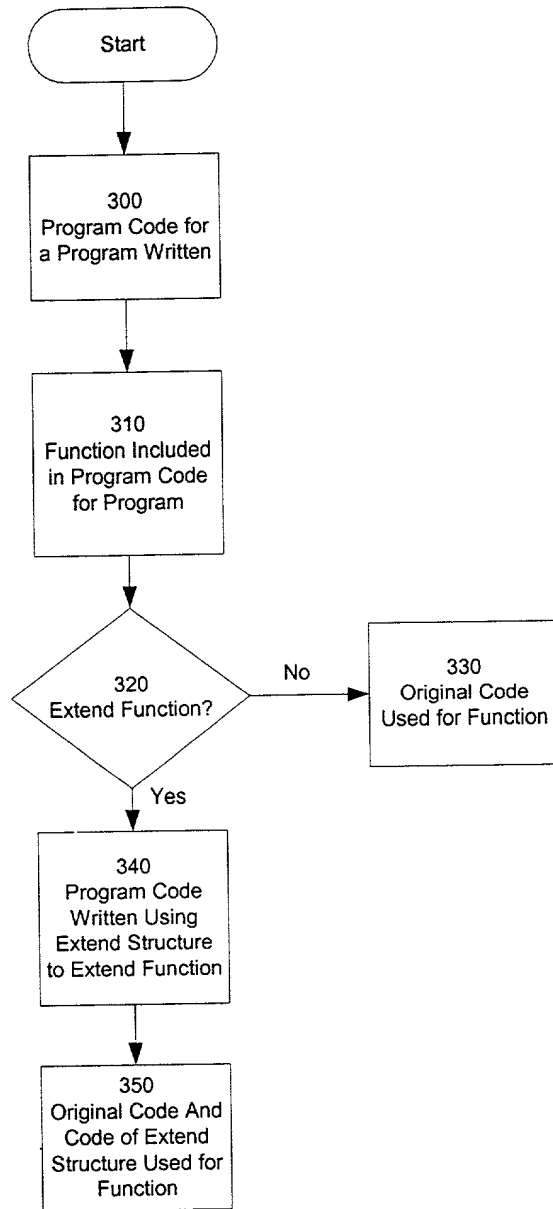 Start
300
Program Code for
a Program Written
310
Function Included
in Program Code
for Program
320
Extend Function?
No
330
Original Code
Used for Function
Yes
340
Program Code
Written Using
Extend Structure
to Extend Function
350
Original Code And
Code of Extend
Structure Used for
Function